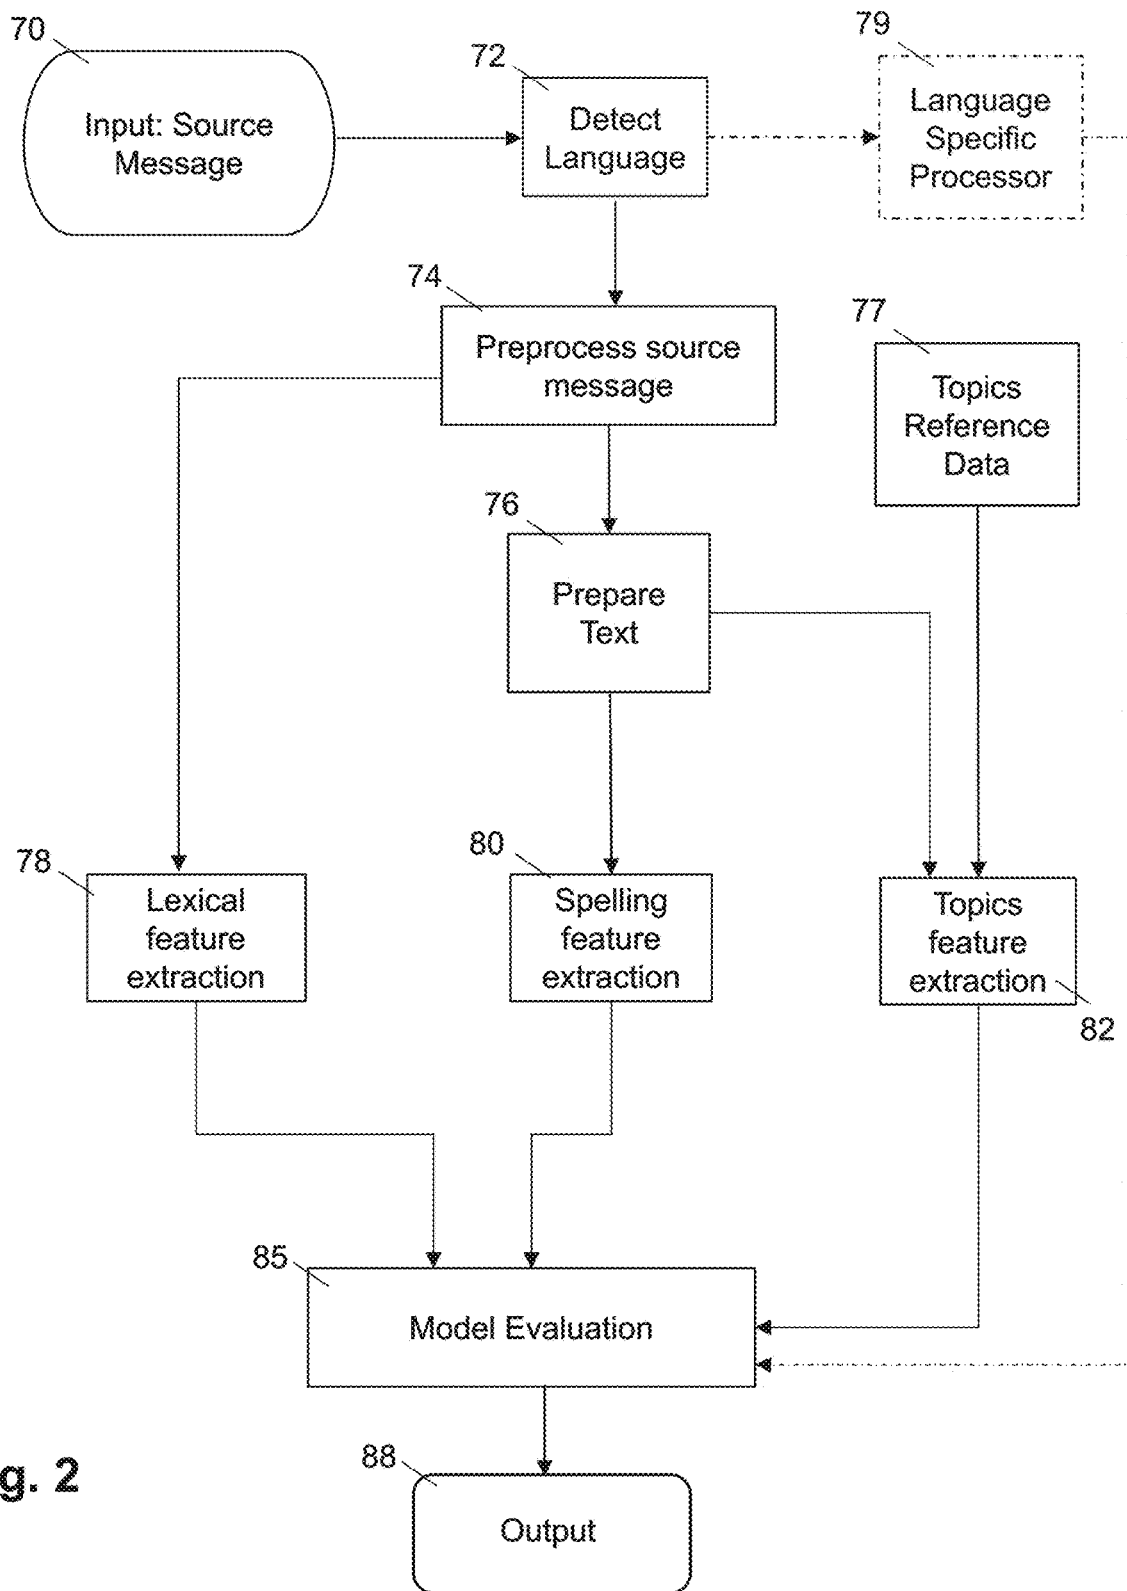 70
Input: Source
Message
72
Detect
Language
79
Language
Specific
Processor
74
Preprocess source
message
77
Topics
Reference
Data
76
Prepare
Text
78
Lexical
feature
extraction
80
Spelling
feature
extraction
Topics
feature
extraction
82
85
Model Evaluation
g. 2
88
Output